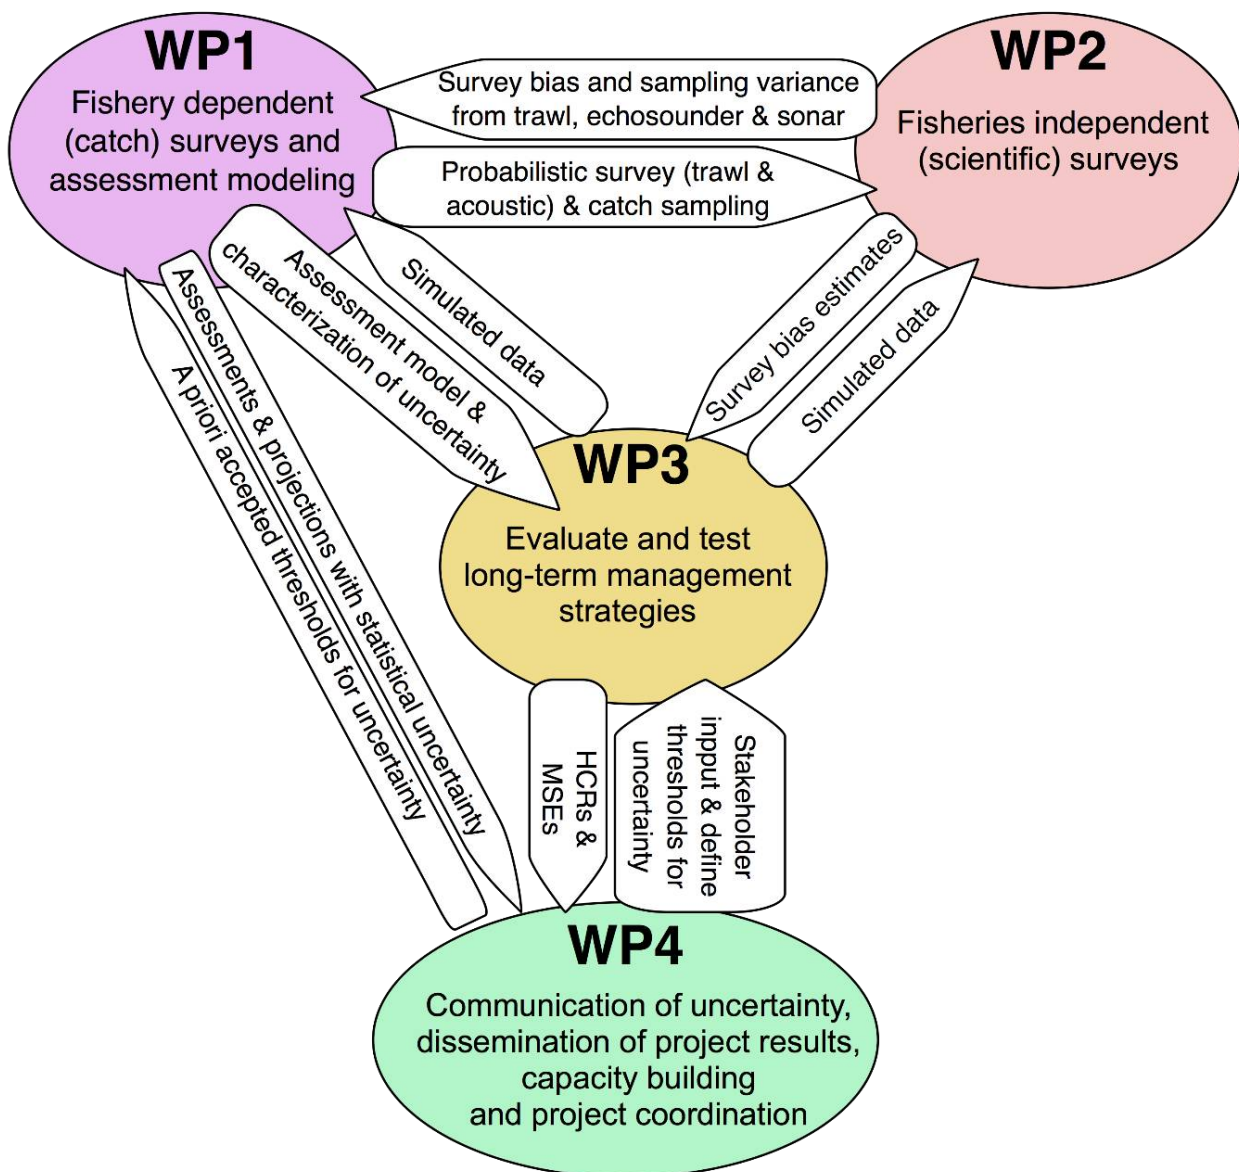 WP1
Fishery dependent
(catch) surveys and
assessment modeling
Survey bias and sampling variance
from trawl, echosounder & sonar
WP2
Fisheries independent
(scientific) surveys
Probabilistic survey (trawl &
acoustic) & catch sampling
Simulated data
Assessment model &
characterization of uncertainty
Survey bias estimates
Simulated data
Assessments & projections with statistical uncertainty
A priori accepted thresholds for uncertainty
WP3
Evaluate and test
long-term management
strategies
HCRs &
MSEs
Stakeholder
inpput & define
thresholds for
uncertainty
WP4
Communication of uncertainty,
dissemination of project results,
capacity building
and project coordination